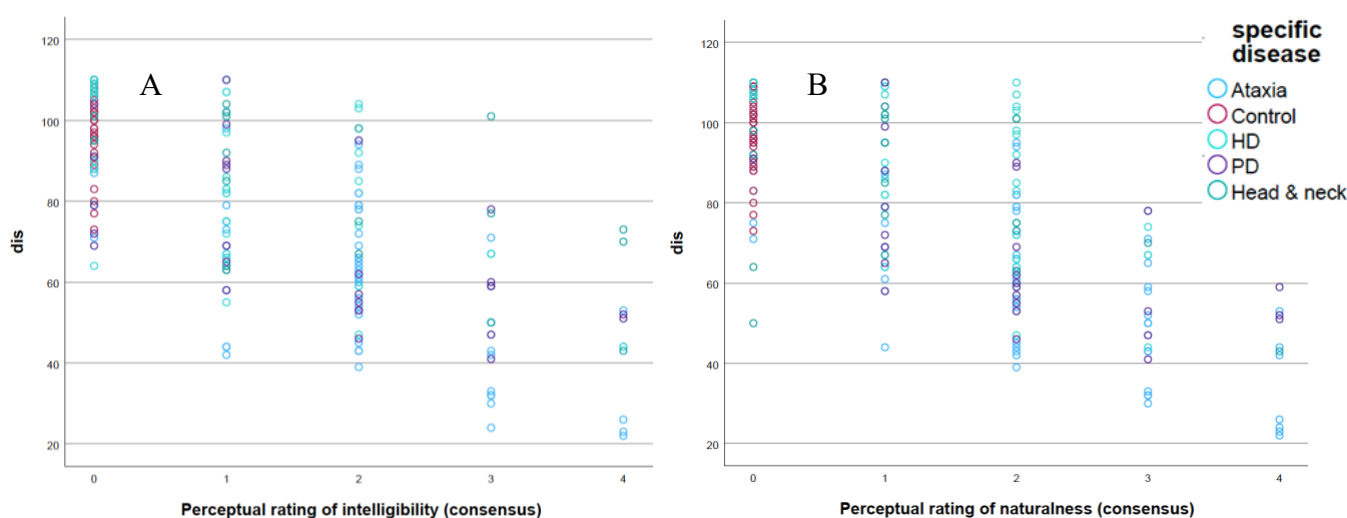 A
120
100
80
60
40
20
dis
0 1 2 3 4
Perceptual rating of intelligibility (consensus)
B
120
100
80
60
40
20
dis
0 1 2 3 4
Perceptual rating of naturalness (consensus)
specific
disease
Ataxia
Control
HD
PD
Head & neck